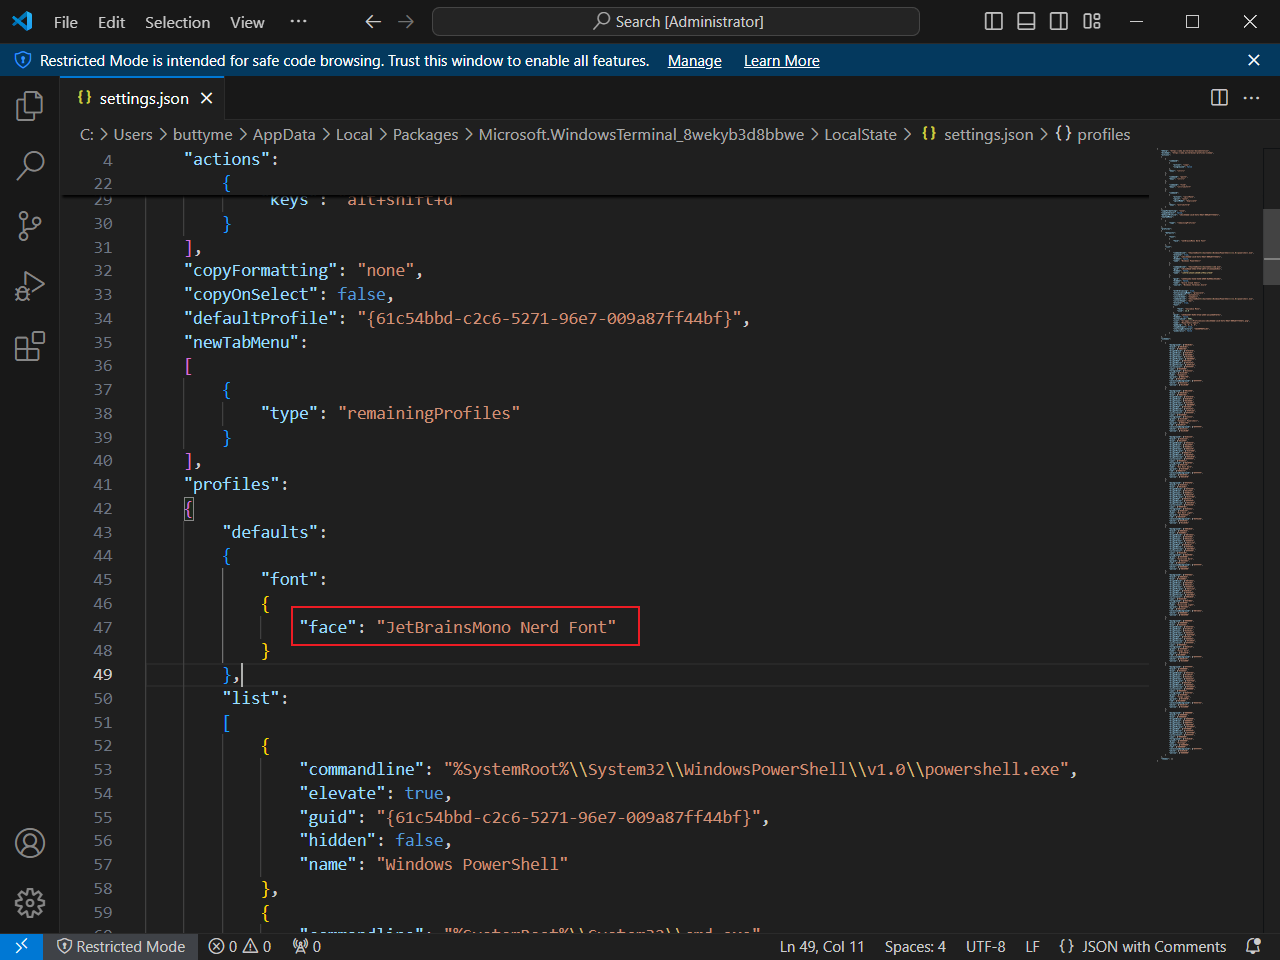 File Edit Selection View ··· Search [Administrator]
Restricted Mode is intended for safe code browsing. Trust this window to enable all features. Manage Learn More
{} settings.json
C: > Users > buttyme > AppData > Local > Packages > Microsoft.WindowsTerminal_8wekyb3d8bbwe > LocalState > {} settings.json > {} profiles
4 "actions":
22 {
29 "keys": "alt+shift+d"
30 }
31 ],
32 "copyFormatting": "none",
33 "copyOnSelect": false,
34 "defaultProfile": "{61c54bbd-c2c6-5271-96e7-009a87ff44bf}",
35 "newTabMenu":
36 [
37 {
38 "type": "remainingProfiles"
39 }
40 ],
41 "profiles":
42 {
43 "defaults":
44 {
45 "font":
46 {
47 "face": "JetBrainsMono Nerd Font"
48 }
49 },
50 "list":
51 [
52 {
53 "commandline": "%SystemRoot%\\System32\\WindowsPowerShell\\v1.0\\powershell.exe",
54 "elevate": true,
55 "guid": "{61c54bbd-c2c6-5271-96e7-009a87ff44bf}",
56 "hidden": false,
57 "name": "Windows PowerShell"
58 },
59 {
60 "commandline": "%SystemRoot%\\System32\\cmd.exe"
Restricted Mode 0 0 0 Ln 49, Col 11 Spaces: 4 UTF-8 LF {} JSON with Comments